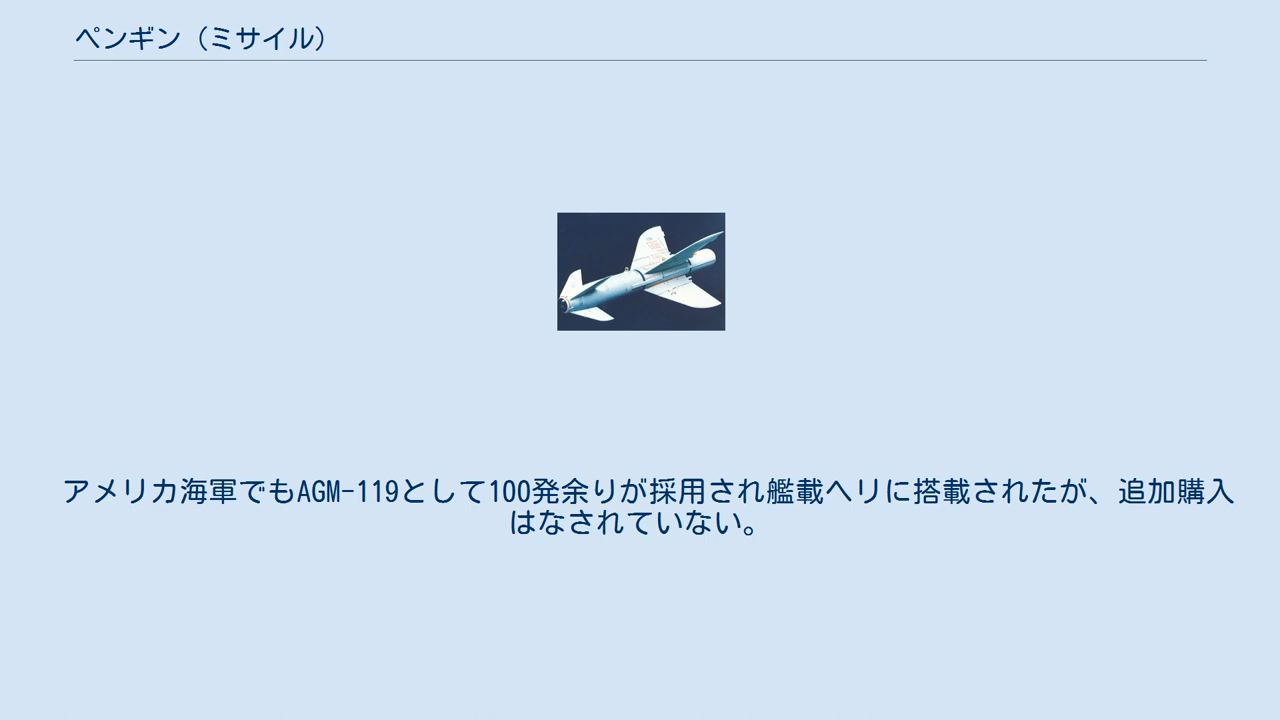 ペンギン（ミサイル）
アメリカ海軍でもAGM-119として100発余りが採用され艦載ヘリに搭載されたが、追加購入
はなされていない。